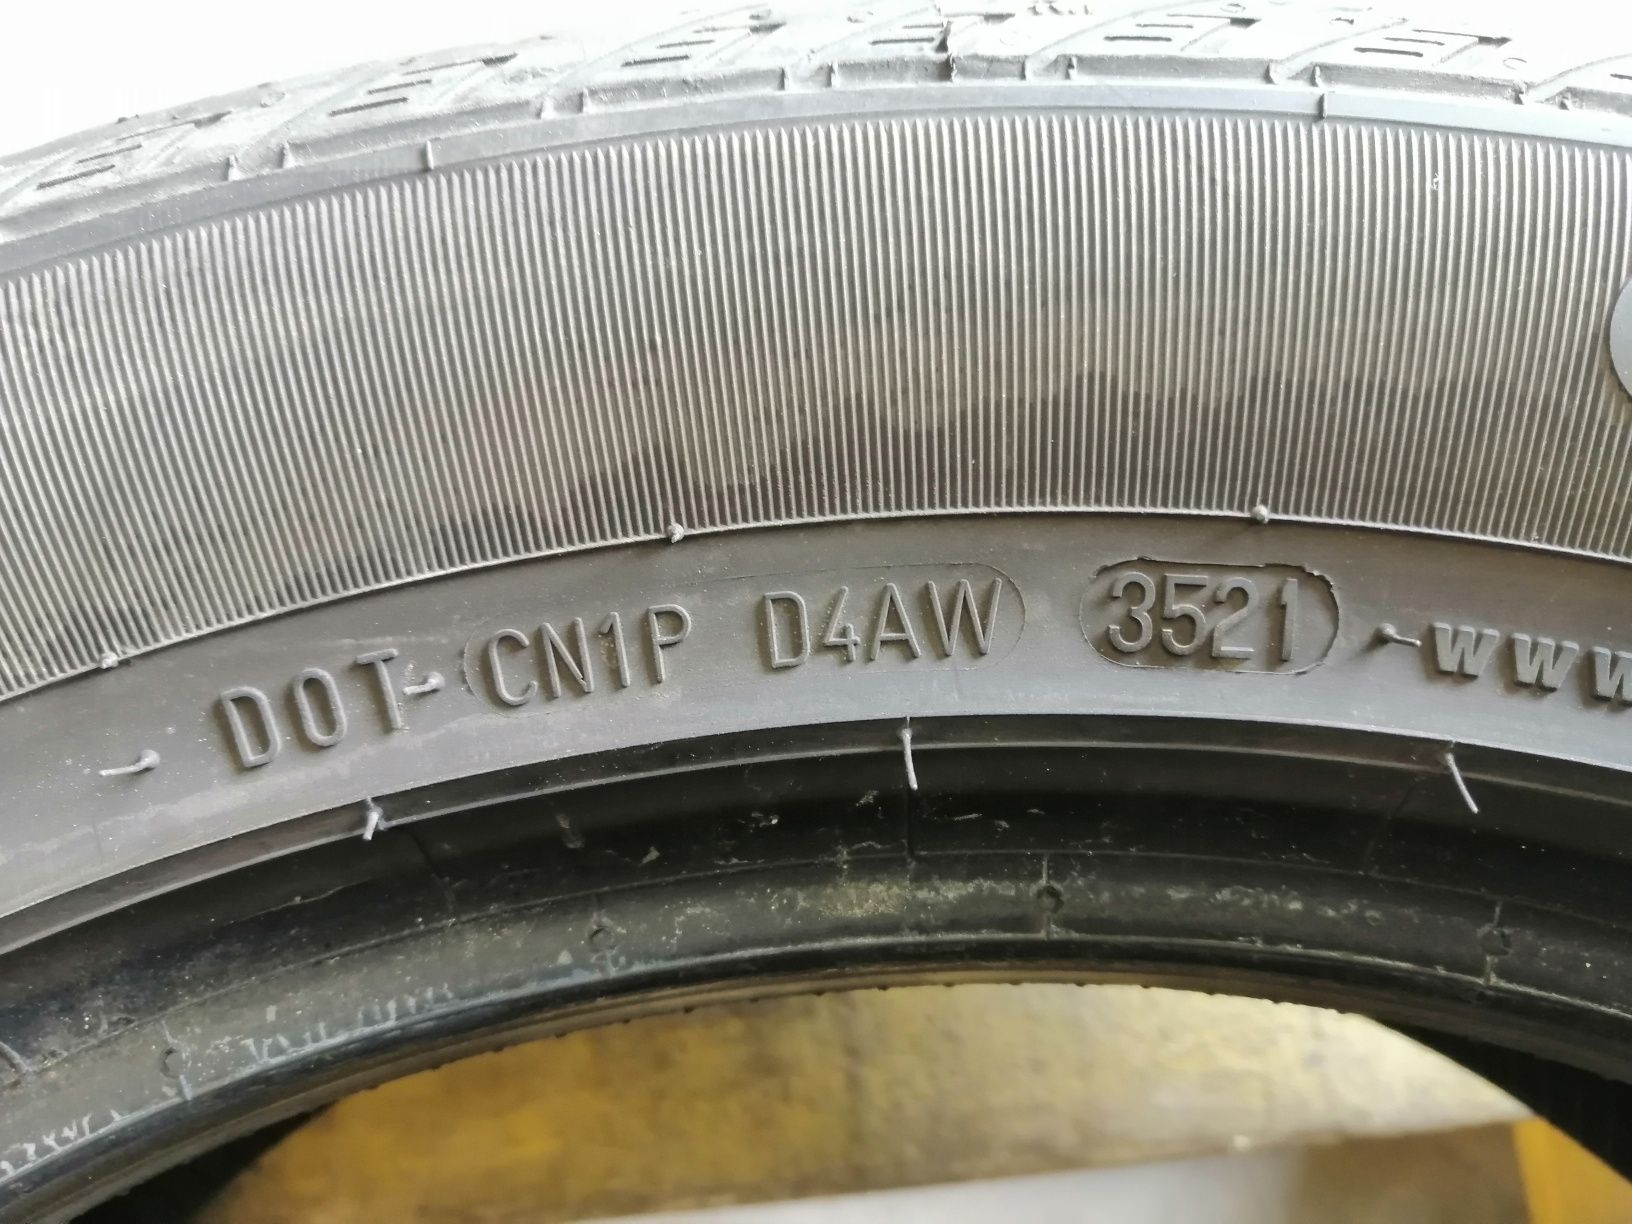 DOT- CN1P D4AW 3521 -www